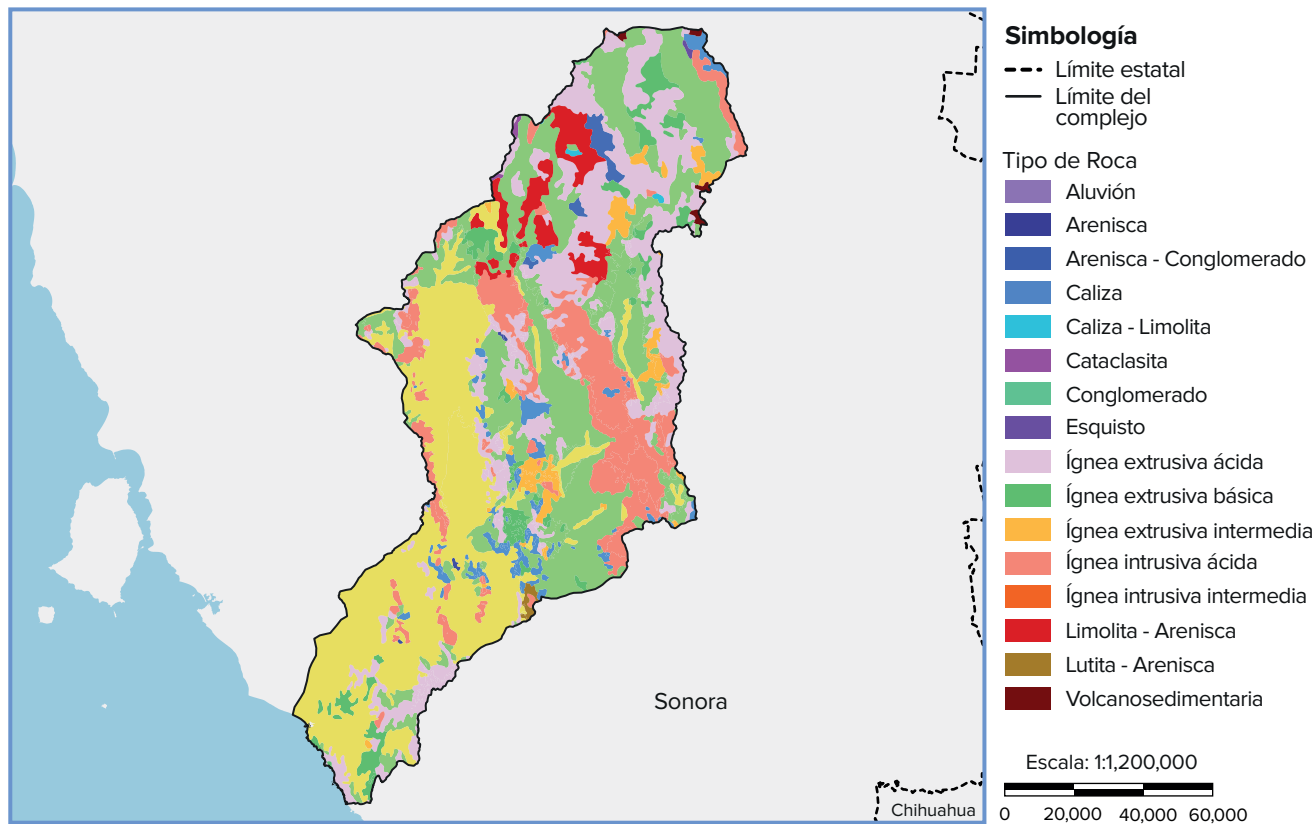 Simbología
Límite estatal
Límite del
complejo
Tipo de Roca
Aluvión
Arenisca
Arenisca - Conglomerado
Caliza
Caliza - Limolita
Cataclasita
Conglomerado
Esquisto
Ígnea extrusiva ácida
Ígnea extrusiva básica
Ígnea extrusiva intermedia
Ígnea intrusiva ácida
Ígnea intrusiva intermedia
Limolita - Arenisca
Lutita - Arenisca
Volcanosedimentaria
Sonora
Chihuahua
Escala: 1:1,200,000
0 20,000 40,000 60,000